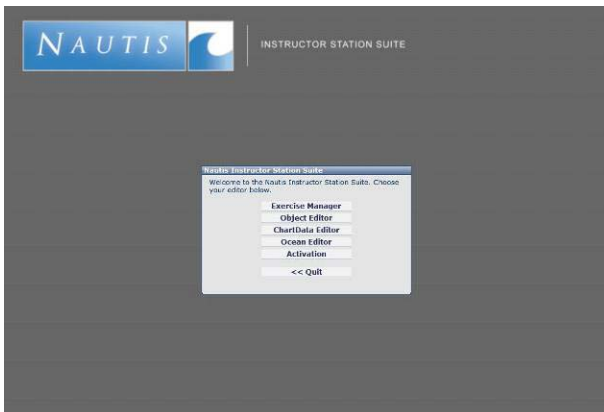 NAUTIS
INSTRUCTOR STATION SUITE
Nautis Instructor Station Suite
Welcome to the Nautis Instructor Station Suite. Choose
your editor below.
Exercise Manager
Object Editor
ChartData Editor
Ocean Editor
Activation
<< Quit